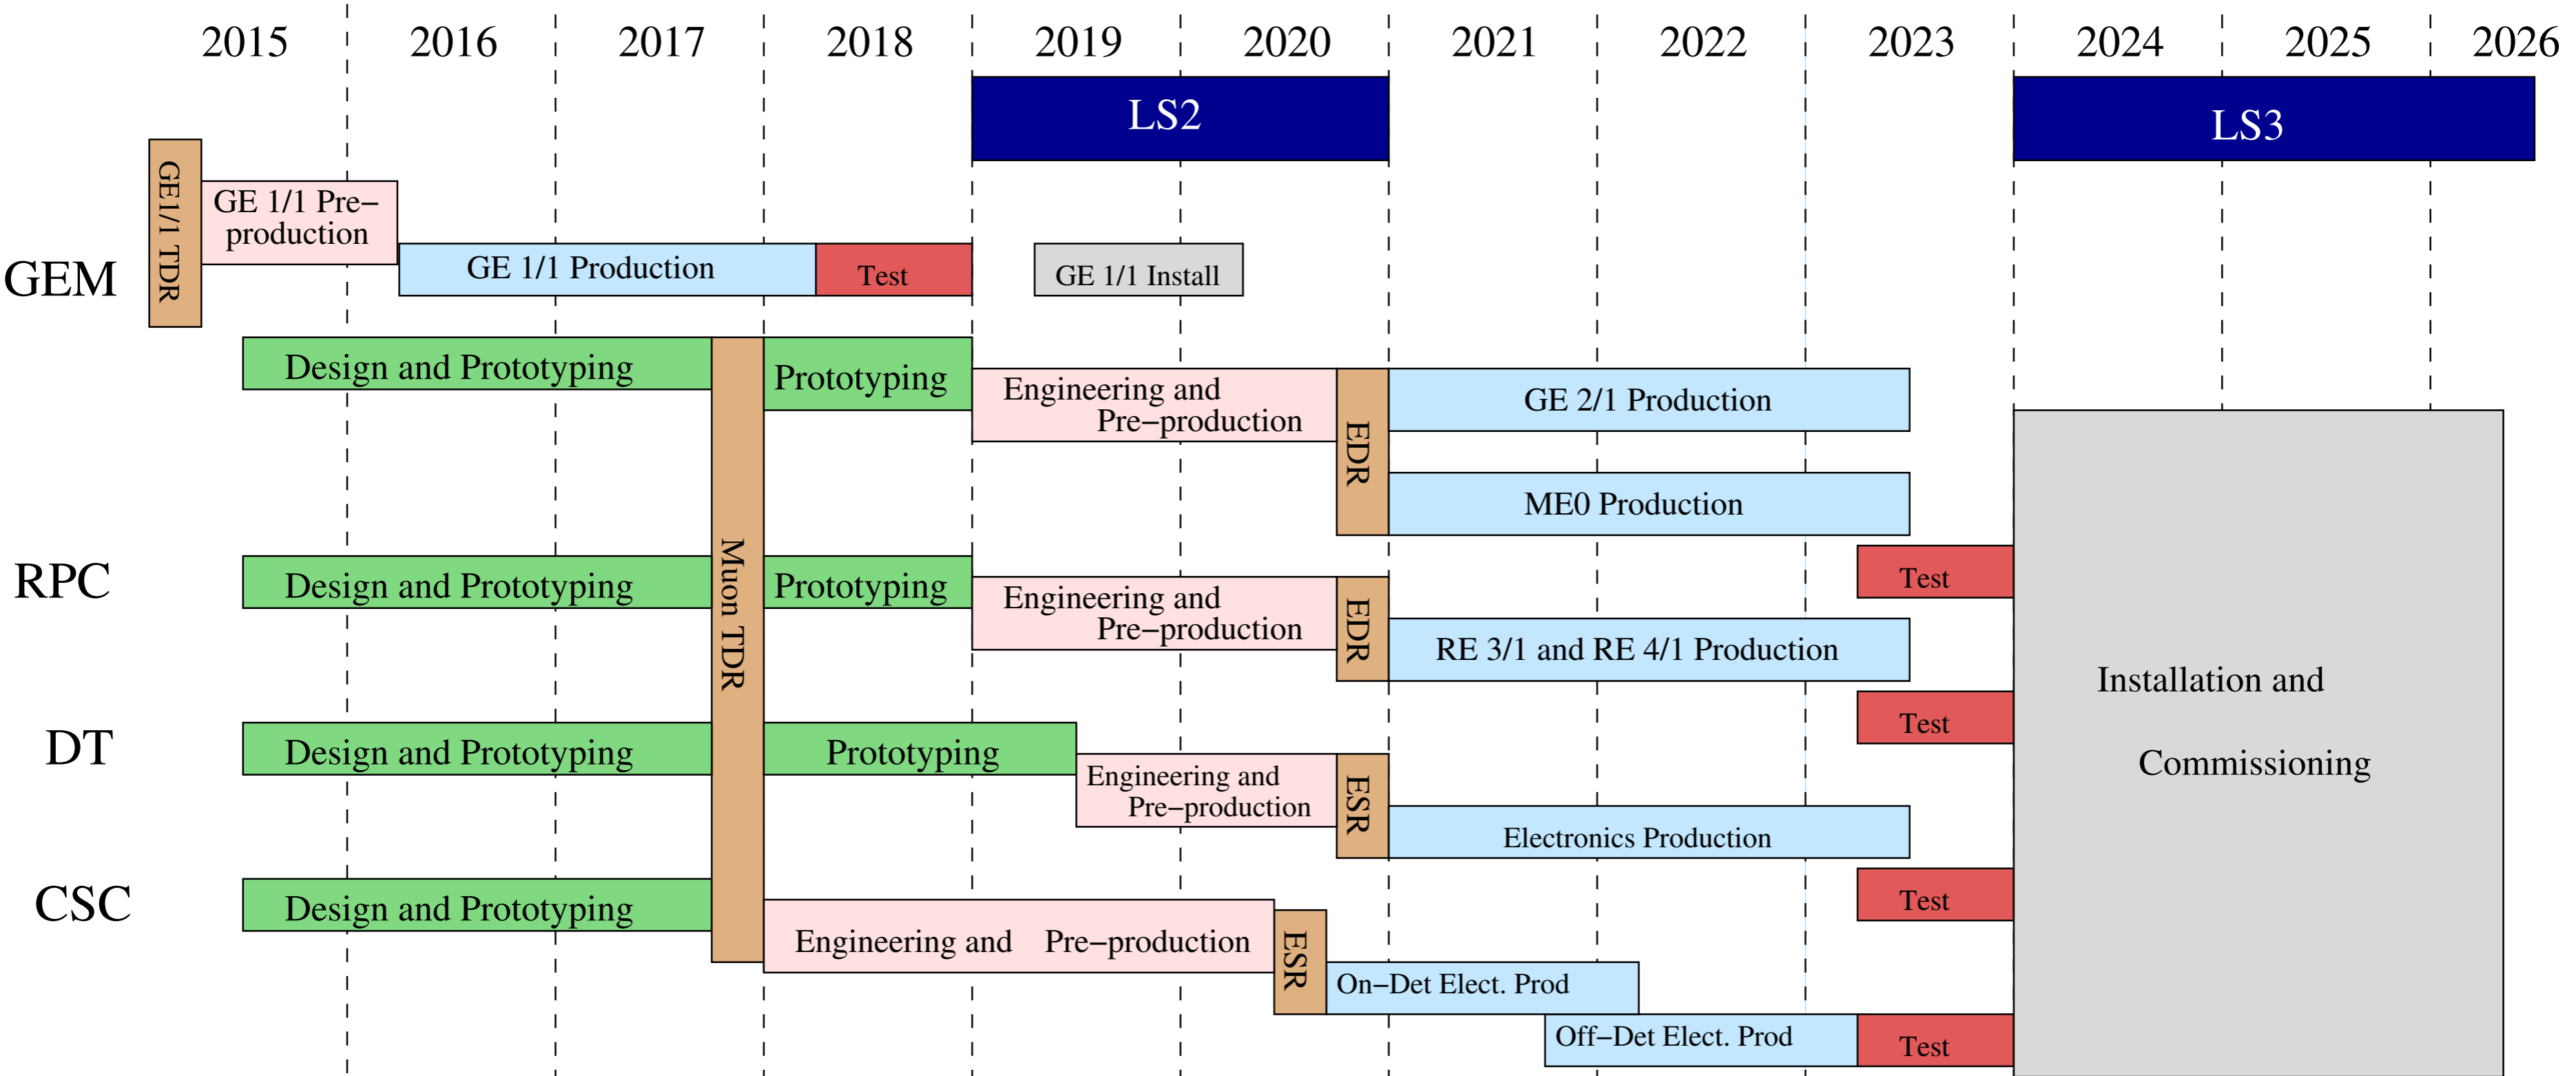 2015 2016 2017 2018 2019 2020 2021 2022 2023 2024 2025 2026
LS2
LS3
GE1/1 TDR
GE 1/1 Pre−
production
GEM
GE 1/1 Production
Test
GE 1/1 Install
Design and Prototyping
Muon TDR
Prototyping
Engineering and
Pre−production
EDR
GE 2/1 Production
ME0 Production
Test
RPC
Design and Prototyping
Prototyping
Engineering and
Pre−production
EDR
RE 3/1 and RE 4/1 Production
Test
Installation and
Commissioning
DT
Design and Prototyping
Prototyping
Engineering and
Pre−production
ESR
Electronics Production
Test
CSC
Design and Prototyping
Engineering and Pre−production
ESR
On−Det Elect. Prod
Off−Det Elect. Prod
Test